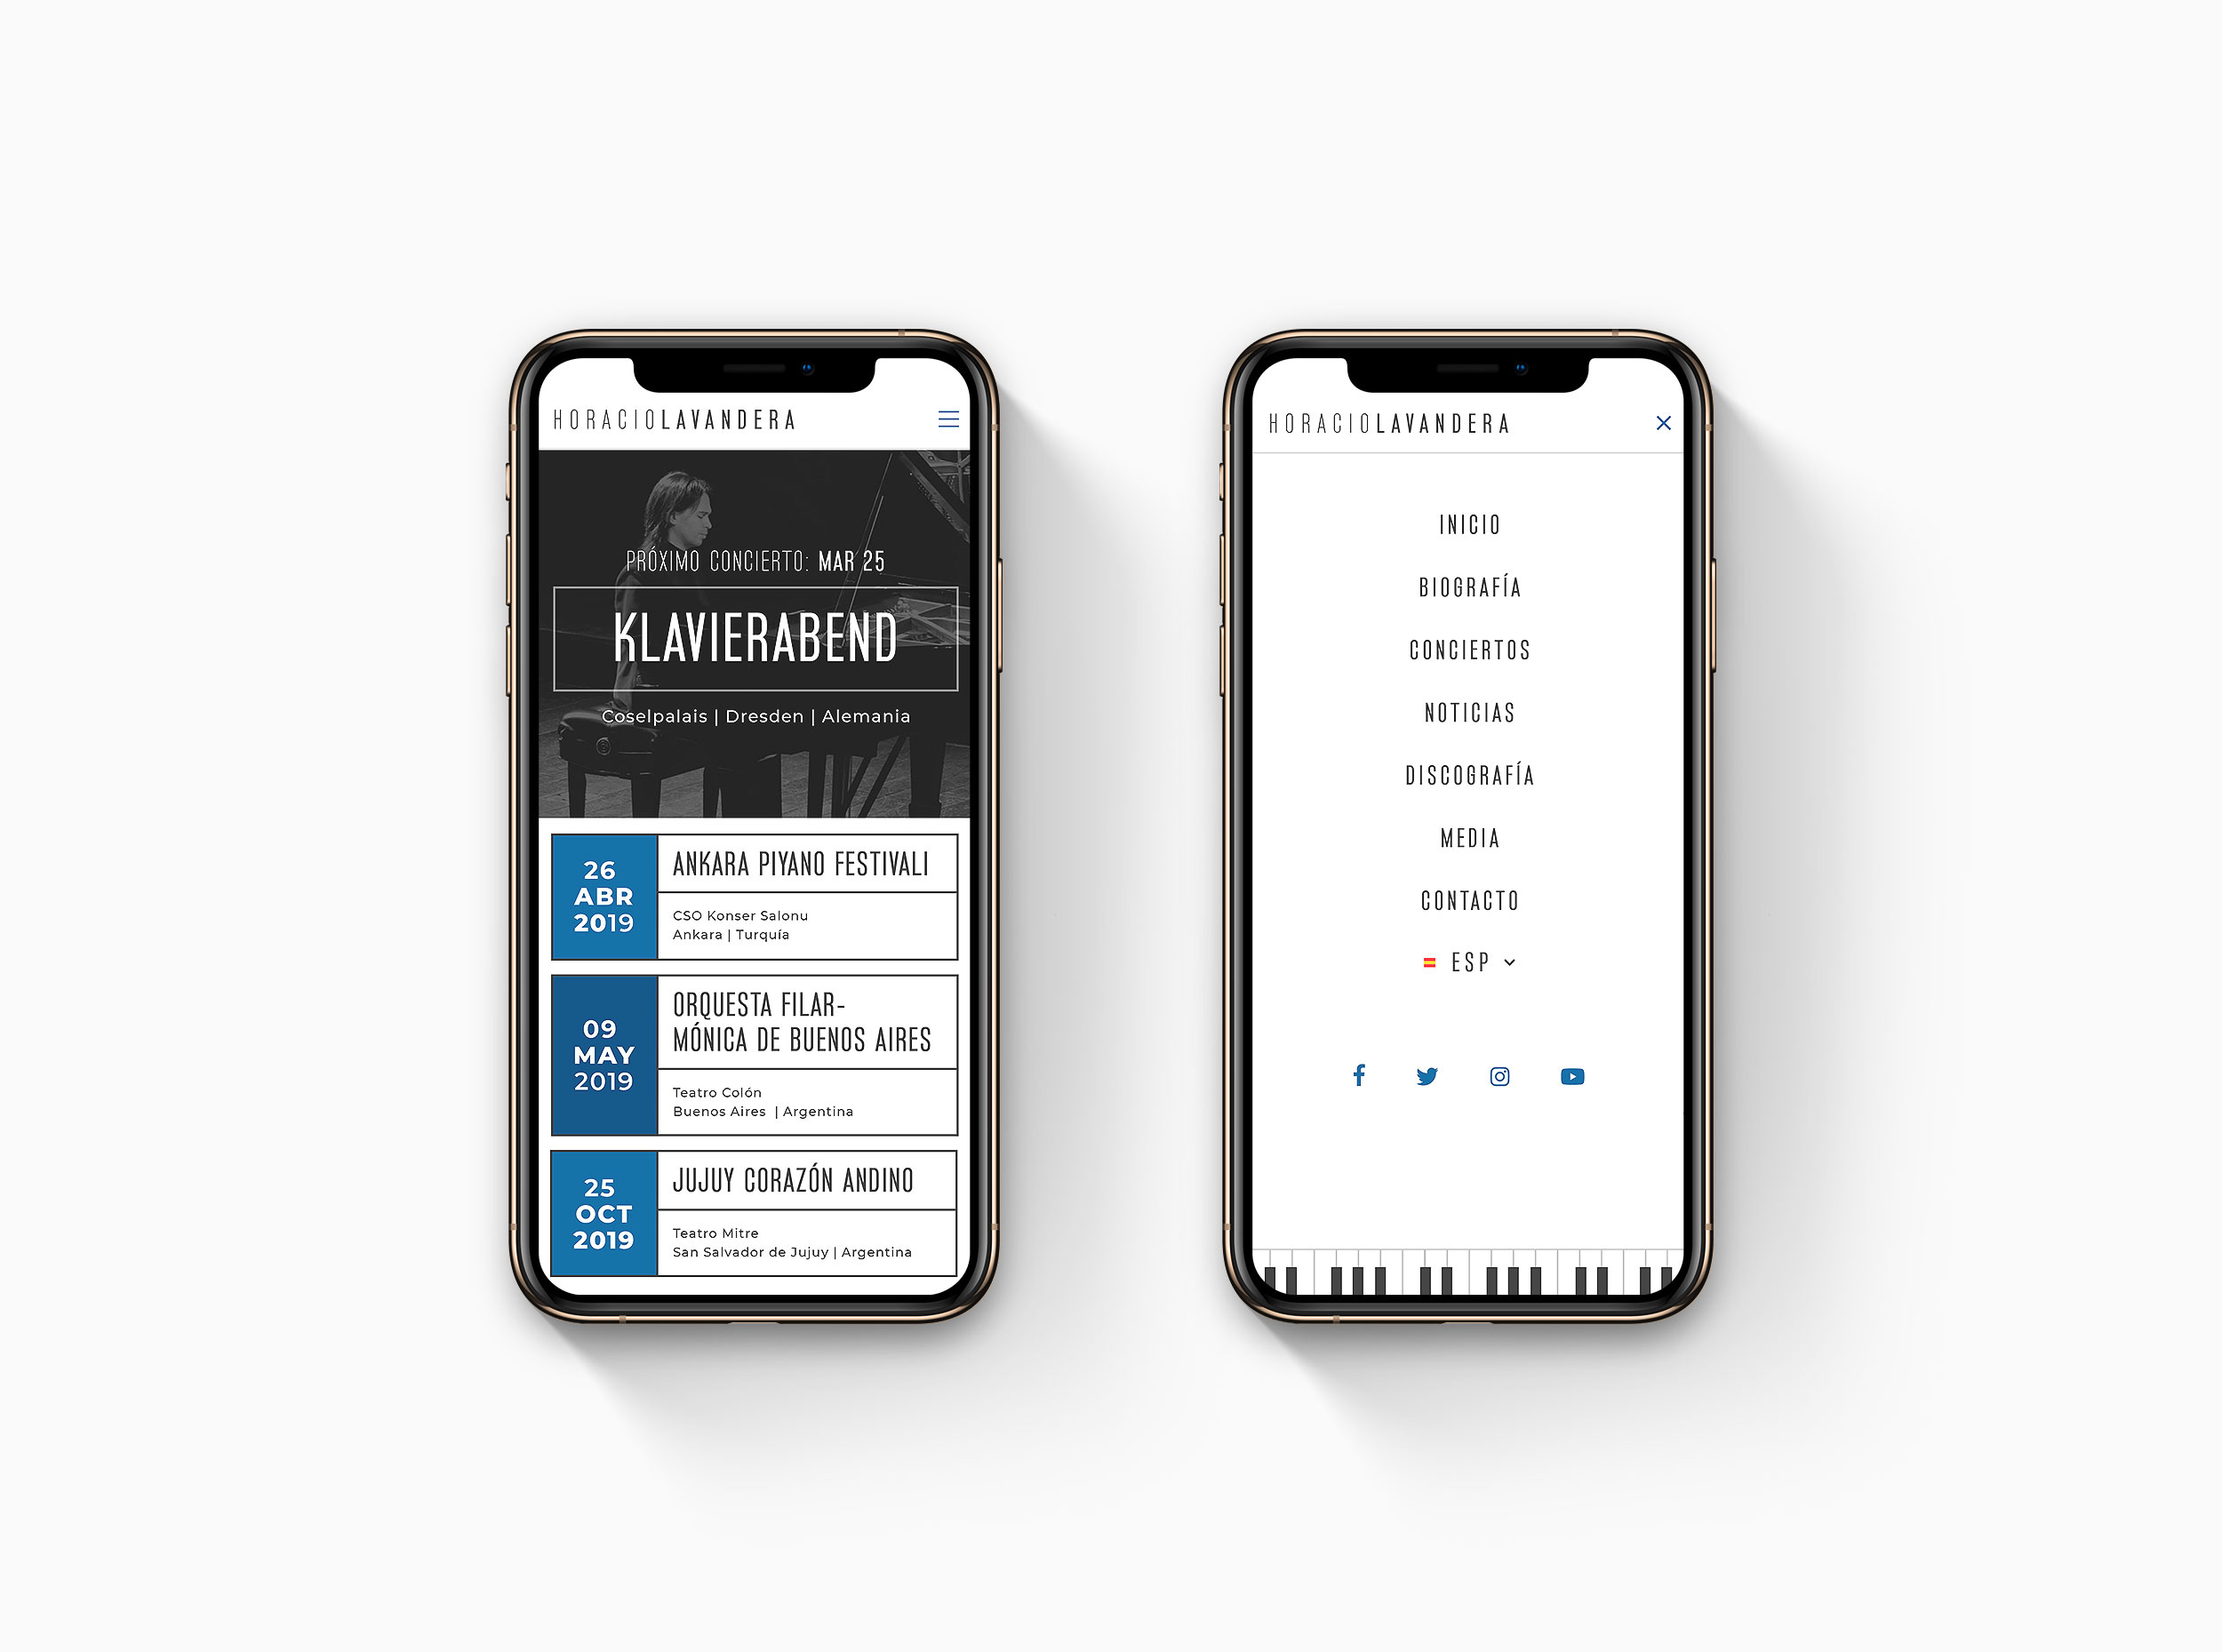 HORACIOLAVANDERA
PRÓXIMO CONCIERTO: MAR 25
KLAVIERABEND
Coselpalais | Dresden | Alemania
26
ABR
2019
ANKARA PIYANO FESTIVALI
CSO Konser Salonu
Ankara | Turquía
09
MAY
2019
ORQUESTA FILAR-
MÓNICA DE BUENOS AIRES
Teatro Colón
Buenos Aires | Argentina
25
OCT
2019
JUJUY CORAZÓN ANDINO
Teatro Mitre
San Salvador de Jujuy | Argentina
HORACIOLAVANDERA
INICIO
BIOGRAFÍA
CONCIERTOS
NOTICIAS
DISCOGRAFÍA
MEDIA
CONTACTO
ESP